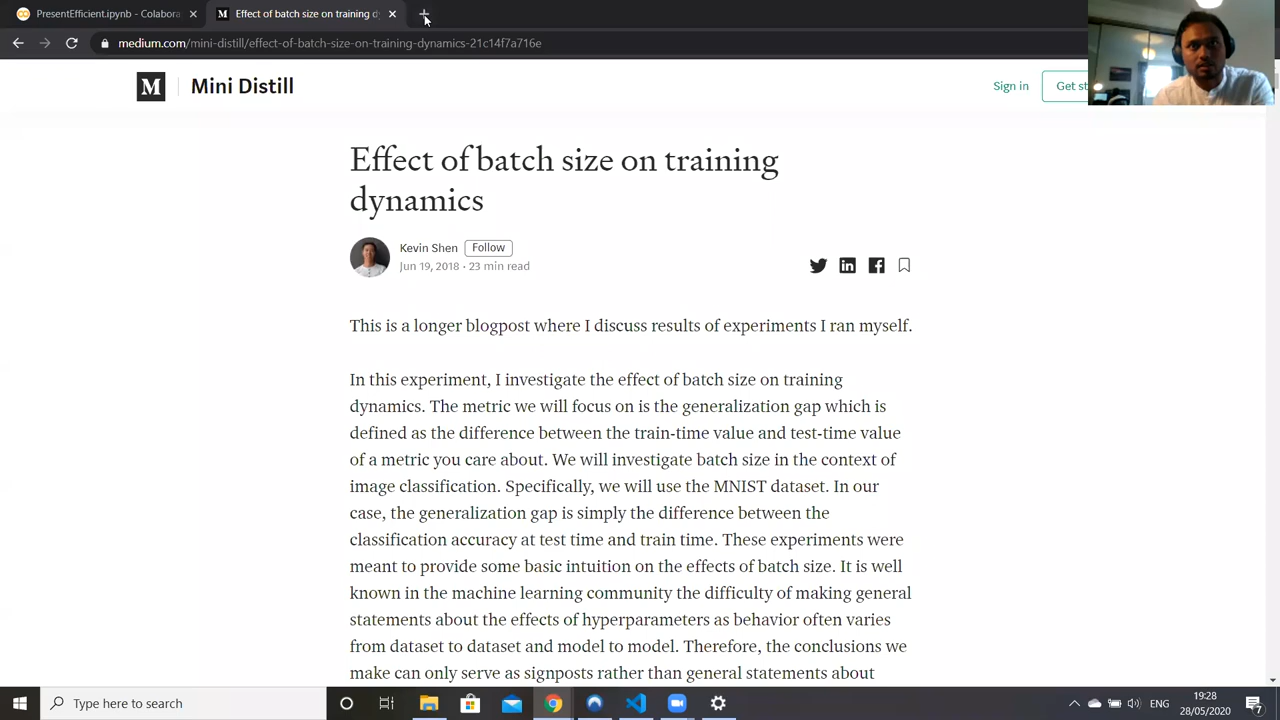 PresentEfficient.ipynb - Colabora
Effect of batch size on training d
medium.com/mini-distill/effect-of-batch-size-on-training-dynamics-21c14f7a716e
M
Mini Distill
Sign in
Get st
Effect of batch size on training
dynamics
Kevin Shen
Follow
Jun 19, 2018 · 23 min read
This is a longer blogpost where I discuss results of experiments I ran myself.
In this experiment, I investigate the effect of batch size on training
dynamics. The metric we will focus on is the generalization gap which is
defined as the difference between the train-time value and test-time value
of a metric you care about. We will investigate batch size in the context of
image classification. Specifically, we will use the MNIST dataset. In our
case, the generalization gap is simply the difference between the
classification accuracy at test time and train time. These experiments were
meant to provide some basic intuition on the effects of batch size. It is well
known in the machine learning community the difficulty of making general
statements about the effects of hyperparameters as behavior often varies
from dataset to dataset and model to model. Therefore, the conclusions we
make can only serve as signposts rather than general statements about
Type here to search
ENG
19:28
28/05/2020
7